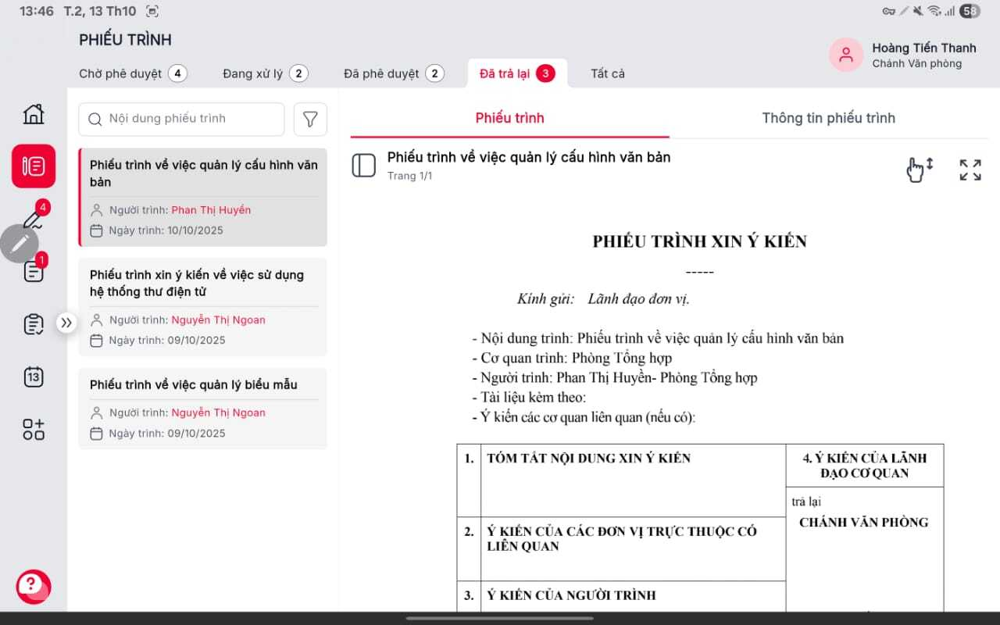 13:46 T.2, 13 Th10
58
PHIẾU TRÌNH
Hoàng Tiến Thanh
Chánh Văn phòng
Chờ phê duyệt 4
Đang xử lý 2
Đã phê duyệt 2
Đã trả lại 3
Tất cả
Nội dung phiếu trình
Phiếu trình về việc quản lý cấu hình văn
bản
Người trình: Phan Thị Huyền
Ngày trình: 10/10/2025
Phiếu trình xin ý kiến về việc sử dụng
hệ thống thư điện tử
Người trình: Nguyễn Thị Ngoan
Ngày trình: 09/10/2025
Phiếu trình về việc quản lý biểu mẫu
Người trình: Nguyễn Thị Ngoan
Ngày trình: 09/10/2025
4
1
13
?
Phiếu trình
Thông tin phiếu trình
Phiếu trình về việc quản lý cấu hình văn bản
Trang 1/1
PHIẾU TRÌNH XIN Ý KIẾN
-----
Kính gửi: Lãnh đạo đơn vị.
- Nội dung trình: Phiếu trình về việc quản lý cấu hình văn bản
- Cơ quan trình: Phòng Tổng hợp
- Người trình: Phan Thị Huyền- Phòng Tổng hợp
- Tài liệu kèm theo:
- Ý kiến các cơ quan liên quan (nếu có):
1. TÓM TẮT NỘI DUNG XIN Ý KIẾN
2. Ý KIẾN CỦA CÁC ĐƠN VỊ TRỰC THUỘC CÓ
LIÊN QUAN
3. Ý KIẾN CỦA NGƯỜI TRÌNH
4. Ý KIẾN CỦA LÃNH
ĐẠO CƠ QUAN
trả lại
CHÁNH VĂN PHÒNG